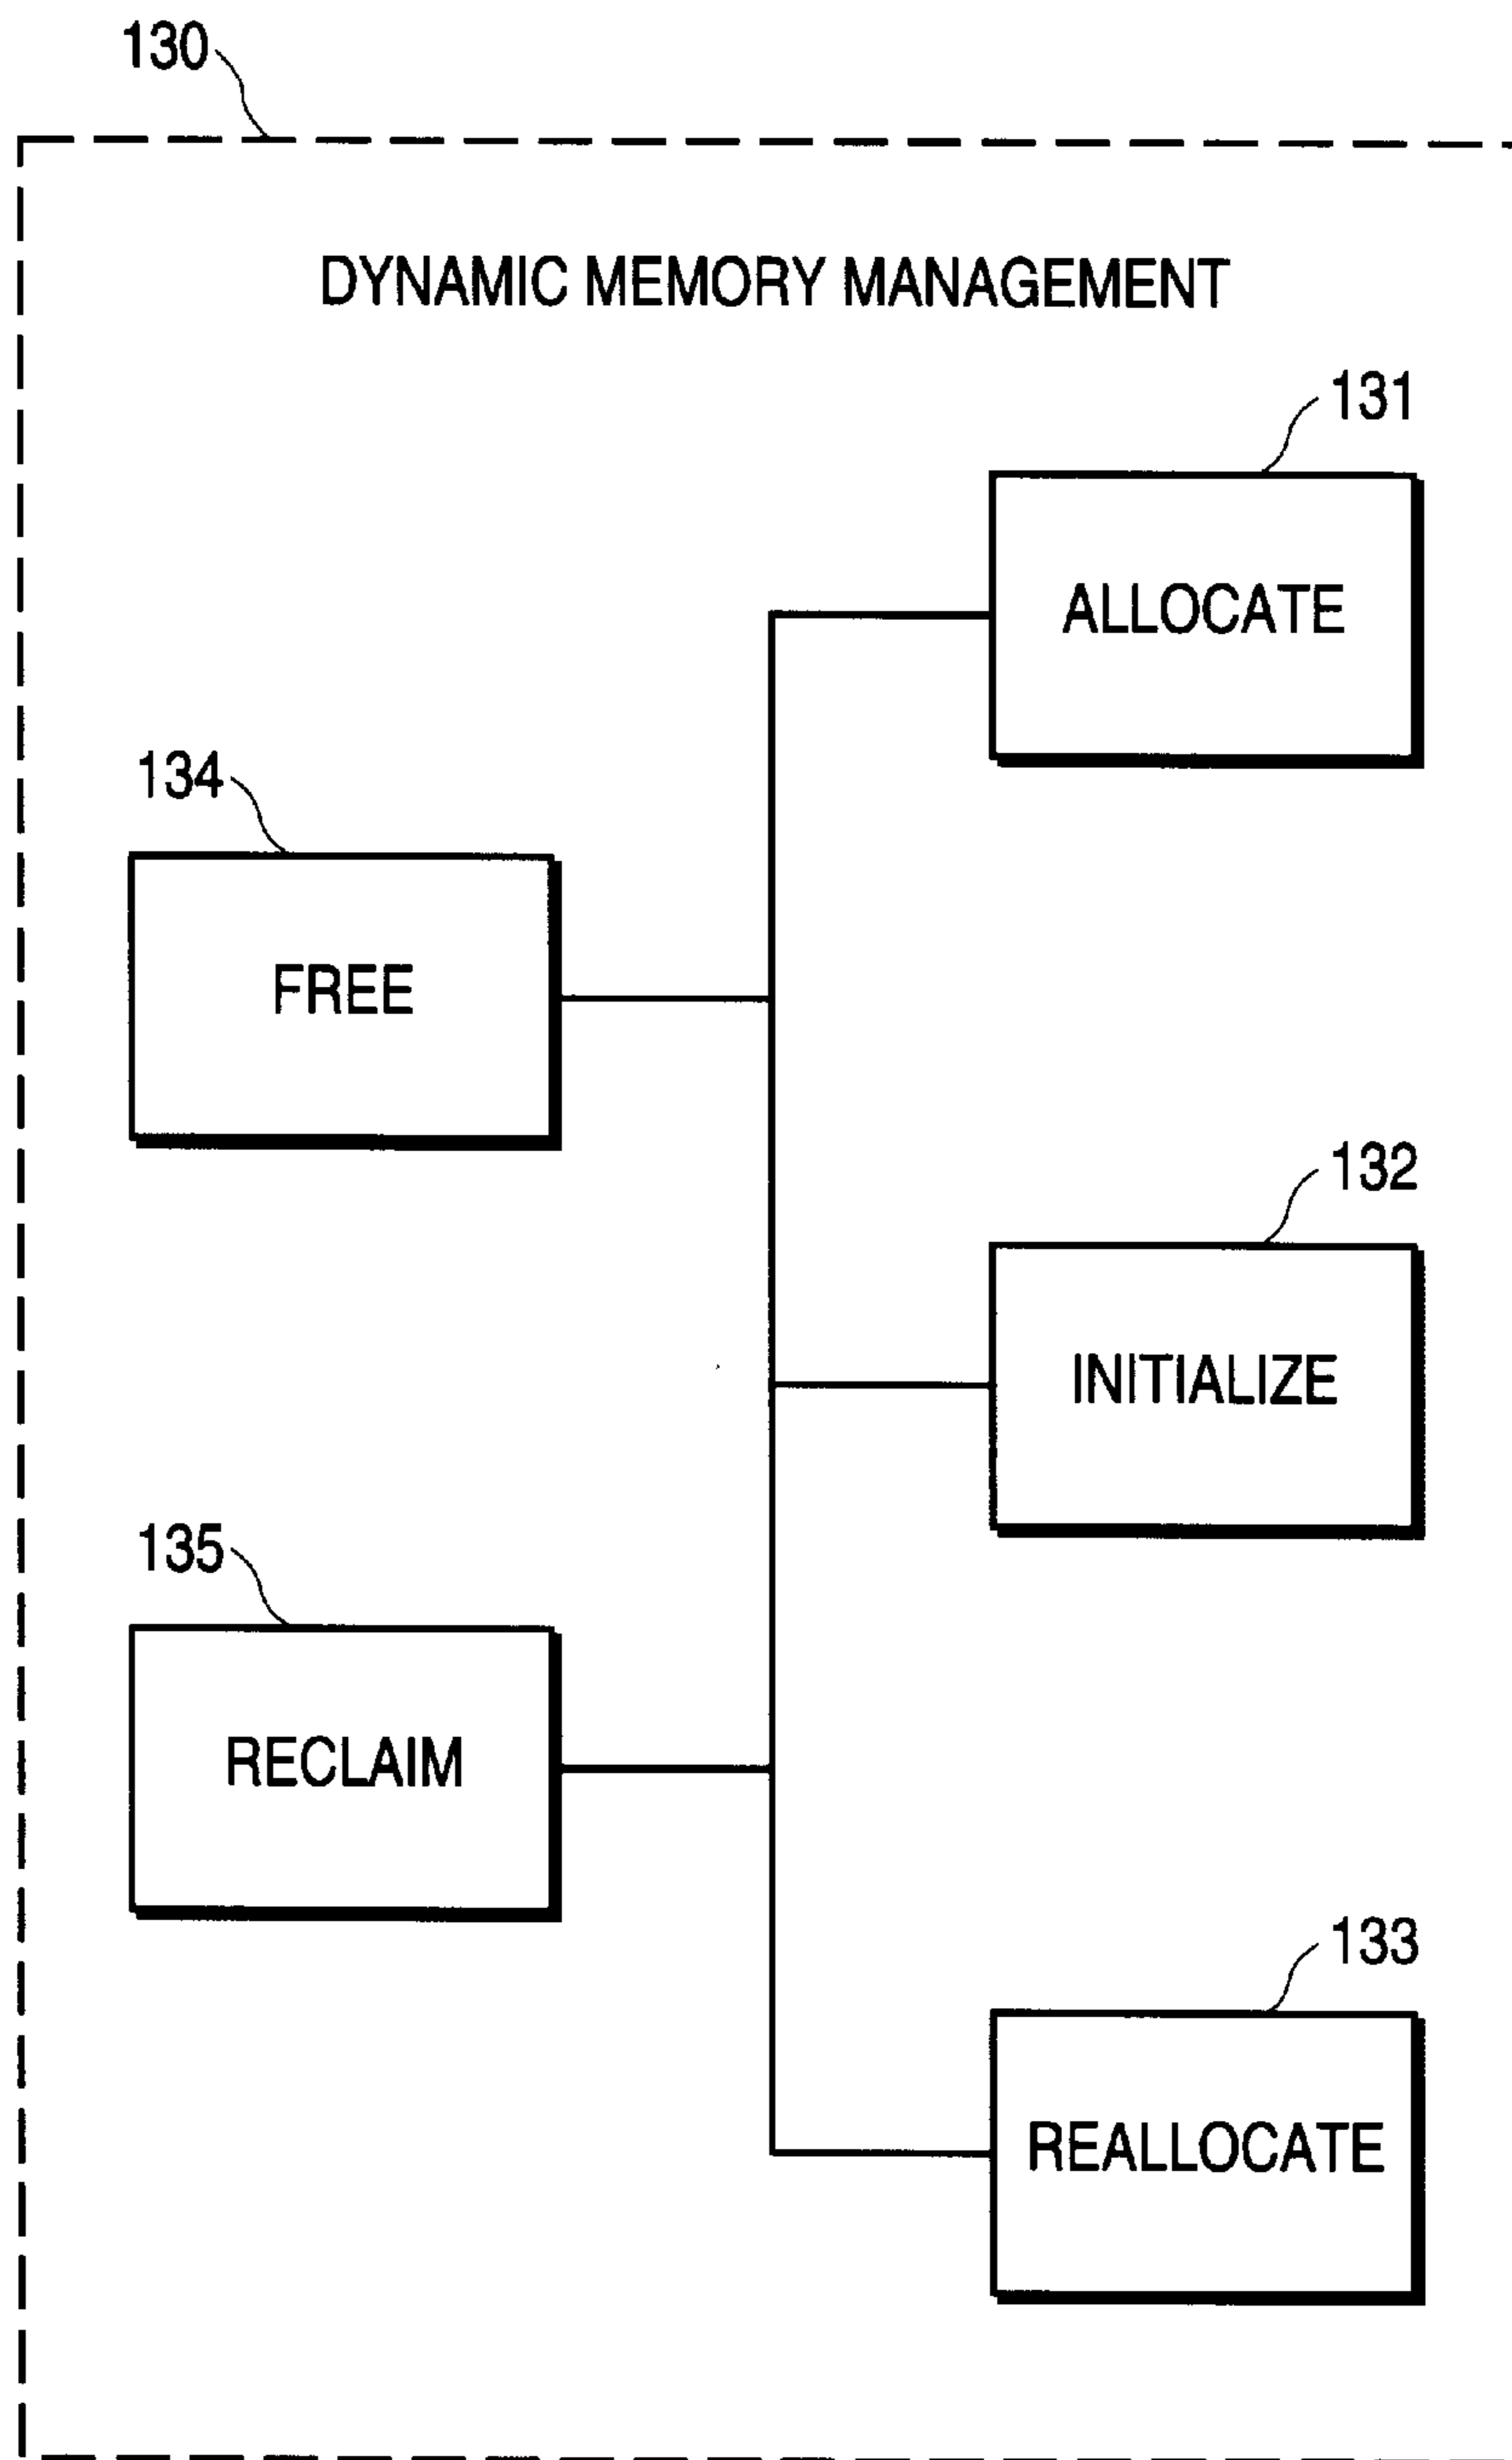 130
DYNAMIC MEMORY MANAGEMENT
131
ALLOCATE
134
FREE
132
INITIALIZE
135
RECLAIM
133
REALLOCATE